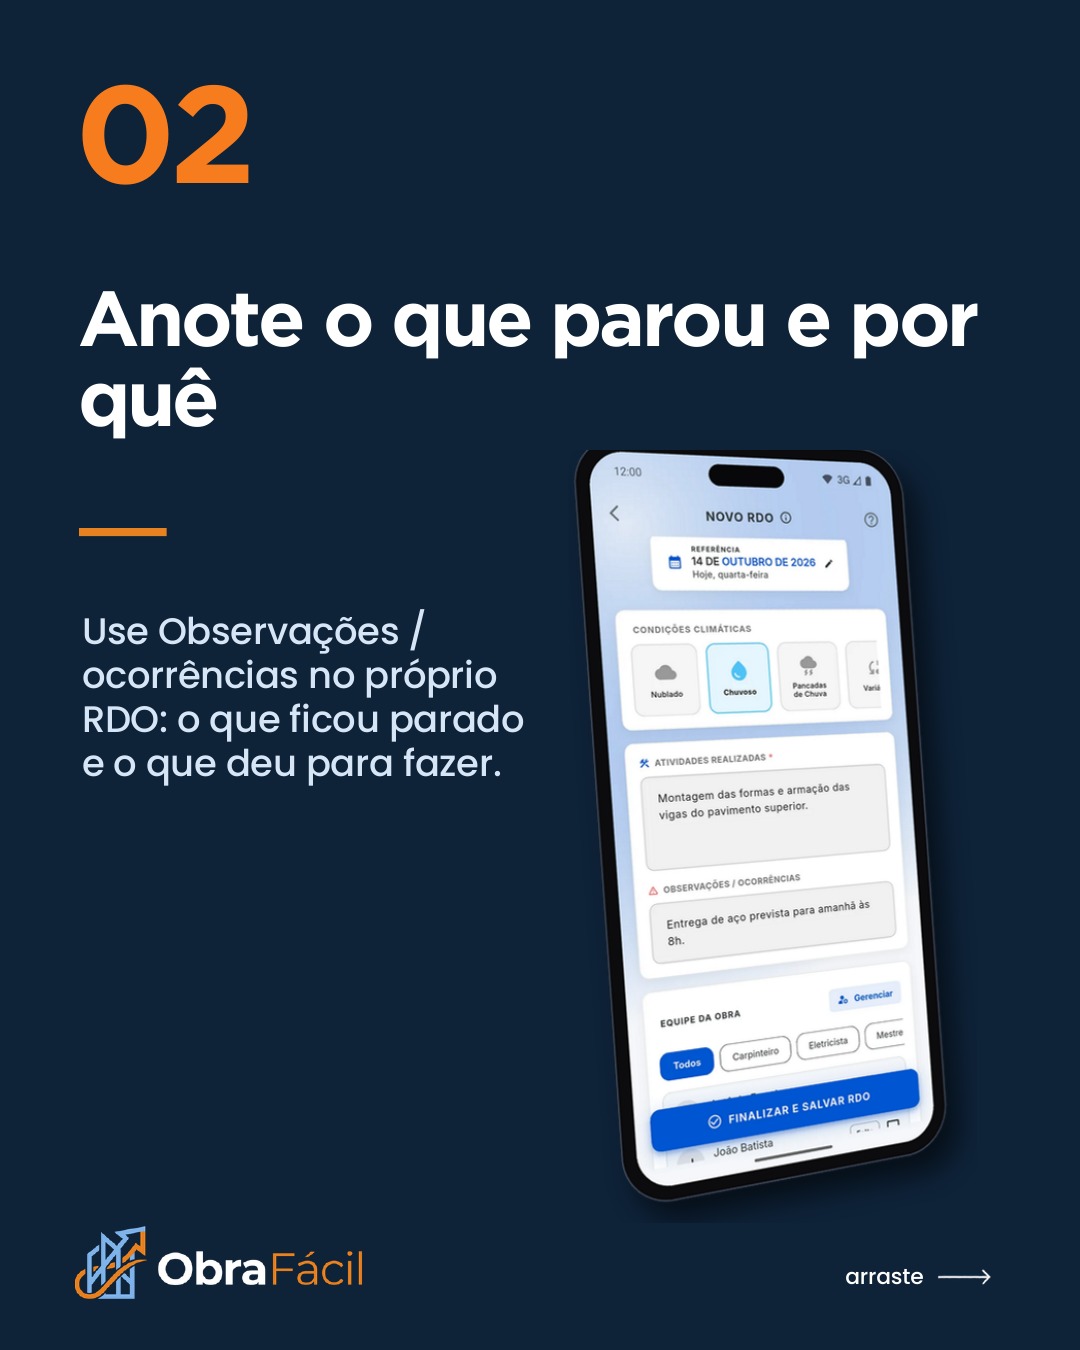 02
Anote o que parou e por
quê
Use Observações /
ocorrências no próprio
RDO: o que ficou parado
e o que deu para fazer.
12:00
3G
NOVO RDO
REFERÊNCIA
14 DE OUTUBRO DE 2026
Hoje, quarta-feira
CONDIÇÕES CLIMÁTICAS
Nublado
Chuvoso
Pancadas
de Chuva
Variá
ATIVIDADES REALIZADAS *
Montagem das formas e armação das
vigas do pavimento superior.
OBSERVAÇÕES / OCORRÊNCIAS
Entrega de aço prevista para amanhã às
8h.
EQUIPE DA OBRA
Gerenciar
Todos
Carpinteiro
Eletricista
Mestre
FINALIZAR E SALVAR RDO
João Batista
ObraFácil
arraste